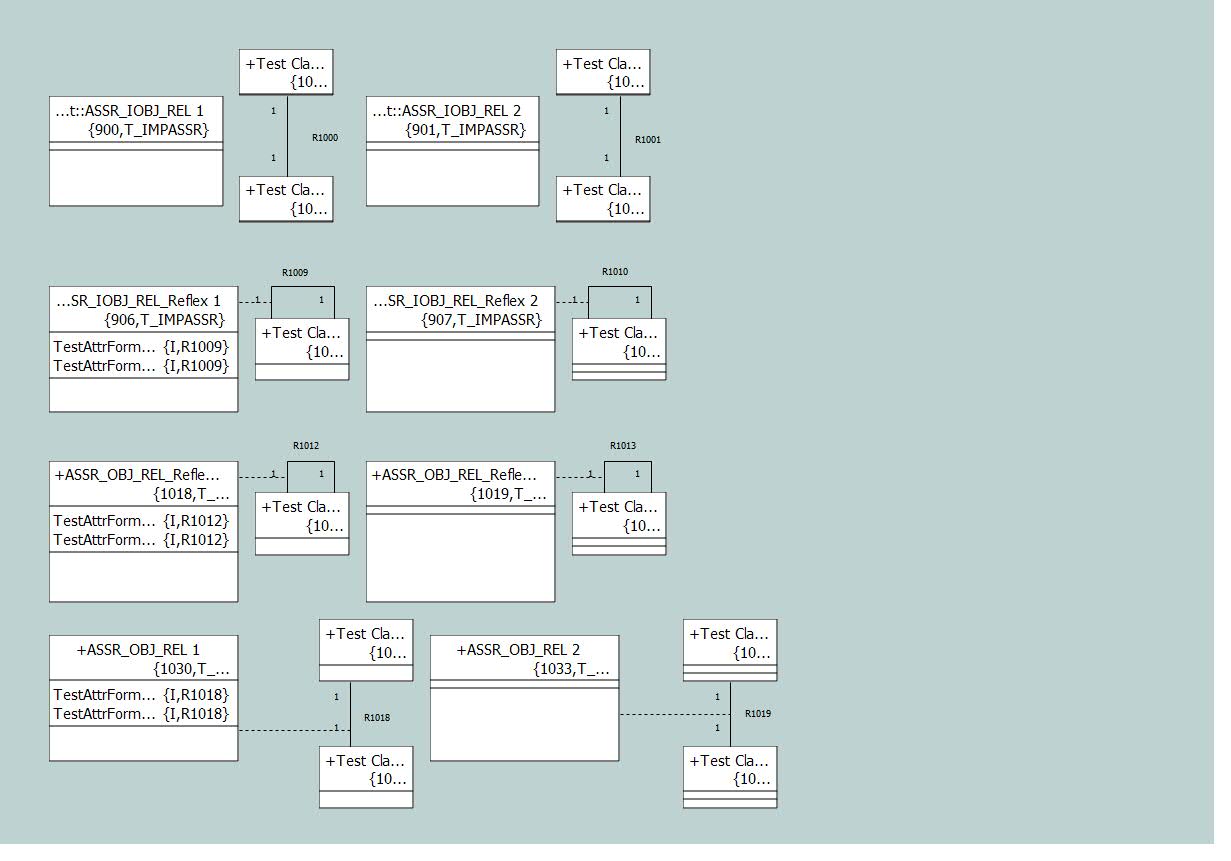 +Test Cla...
{10...
+Test Cla...
{10...
...t::ASSR_IOBJ_REL 1
{900,T_IMPASSR}
1
R1000
1
...t::ASSR_IOBJ_REL 2
{901,T_IMPASSR}
1
R1001
1
+Test Cla...
{10...
+Test Cla...
{10...
R1009
R1010
...SR_IOBJ_REL_Reflex 1
{906,T_IMPASSR}
TestAttrForm... {I,R1009}
TestAttrForm... {I,R1009}
1
1
+Test Cla...
{10...
...SR_IOBJ_REL_Reflex 2
{907,T_IMPASSR}
1
1
+Test Cla...
{10...
R1012
R1013
+ASSR_OBJ_REL_Refle...
{1018,T_...
TestAttrForm... {I,R1012}
TestAttrForm... {I,R1012}
1
1
+Test Cla...
{10...
+ASSR_OBJ_REL_Refle...
{1019,T_...
1
1
+Test Cla...
{10...
+ASSR_OBJ_REL 1
{1030,T_...
TestAttrForm... {I,R1018}
TestAttrForm... {I,R1018}
+Test Cla...
{10...
1
R1018
1
+Test Cla...
{10...
+ASSR_OBJ_REL 2
{1033,T_...
+Test Cla...
{10...
1
R1019
1
+Test Cla...
{10...